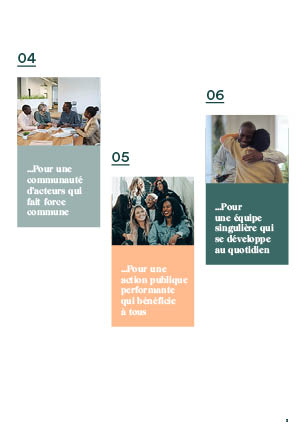 04
...Pour une
communauté
d'acteurs qui
fait force
commune
05
...Pour une
action publique
performante
qui bénéficie
à tous
06
...Pour
une équipe
singulière qui
se développe
au quotidien